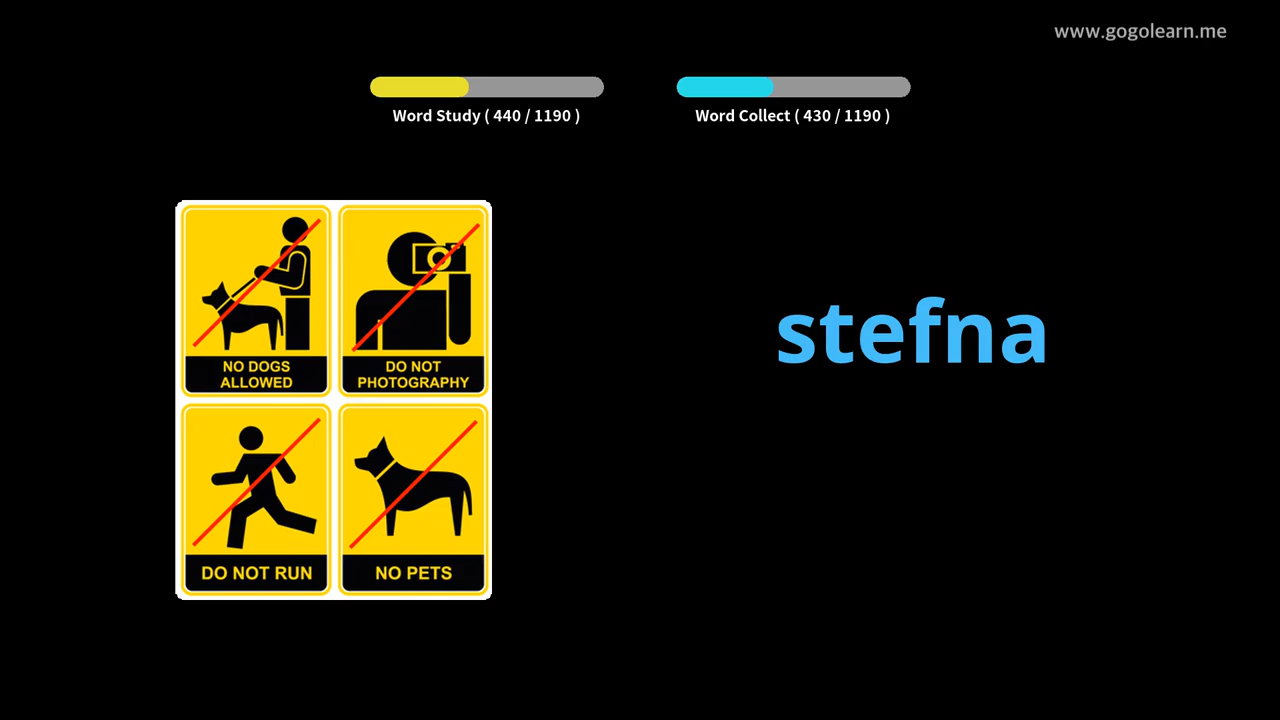 www.gogolearn.me
Word Study ( 440 / 1190 )
Word Collect ( 430 / 1190 )
NO DOGS
ALLOWED
DO NOT
PHOTOGRAPHY
DO NOT RUN
NO PETS
stefna